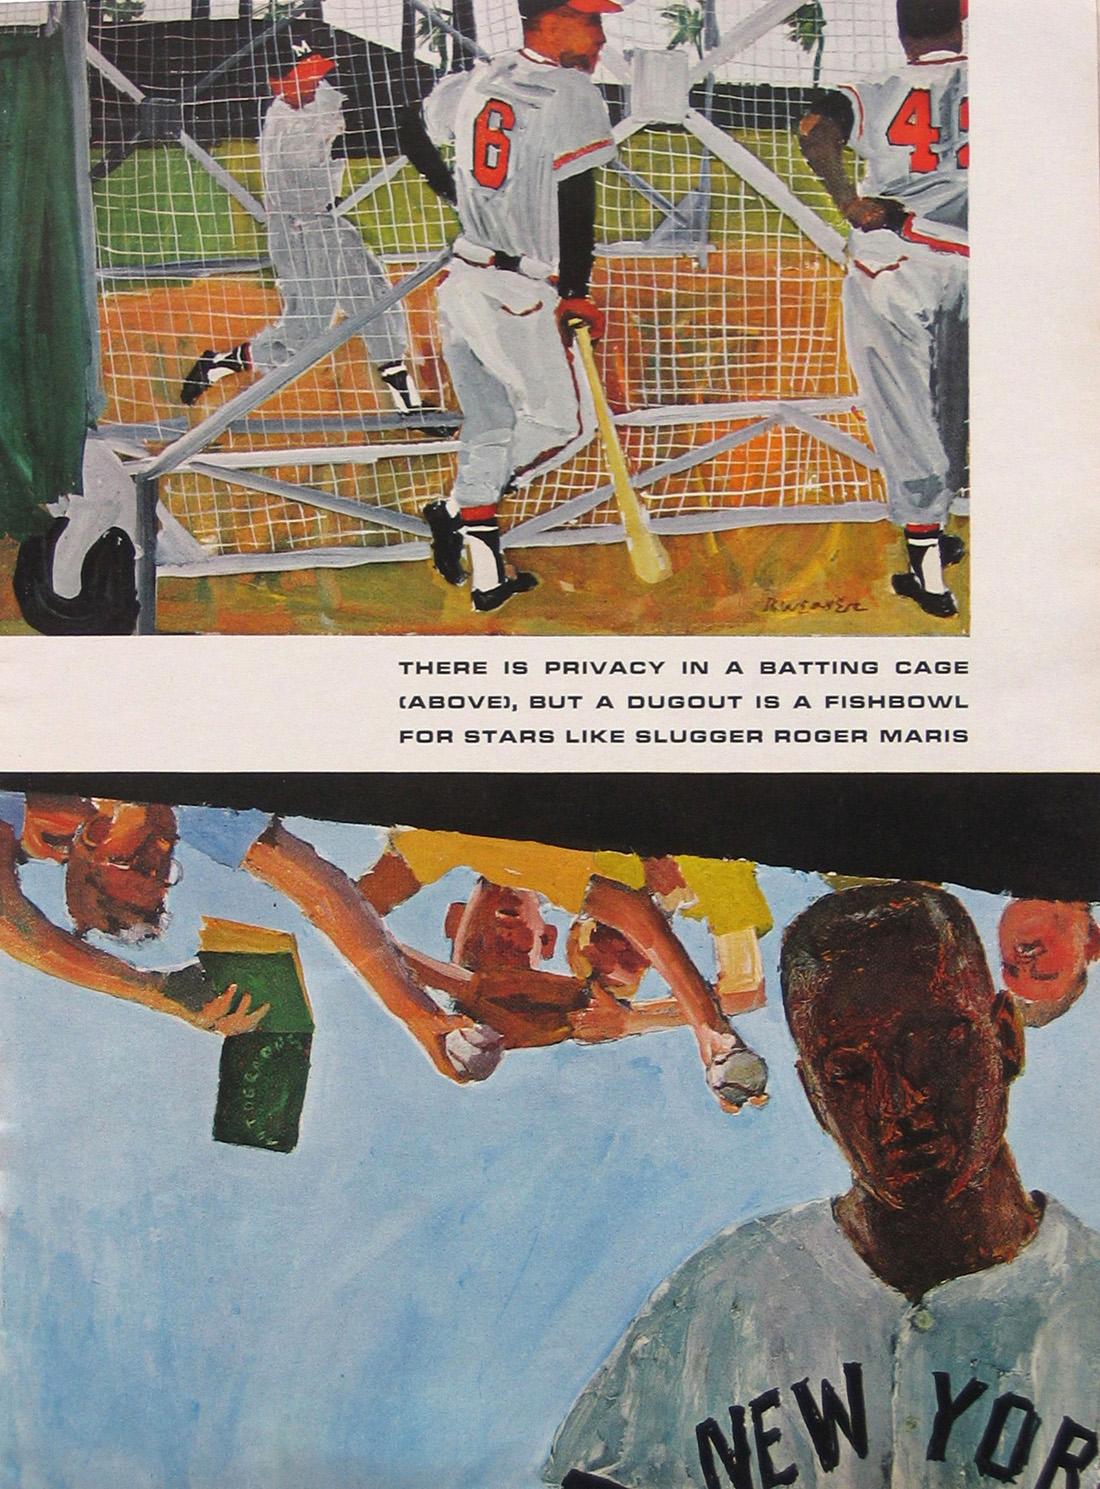 M
6
4
R WEAVER
THERE IS PRIVACY IN A BATTING CAGE
(ABOVE), BUT A DUGOUT IS A FISHBOWL
FOR STARS LIKE SLUGGER ROGER MARIS
NEW YOR